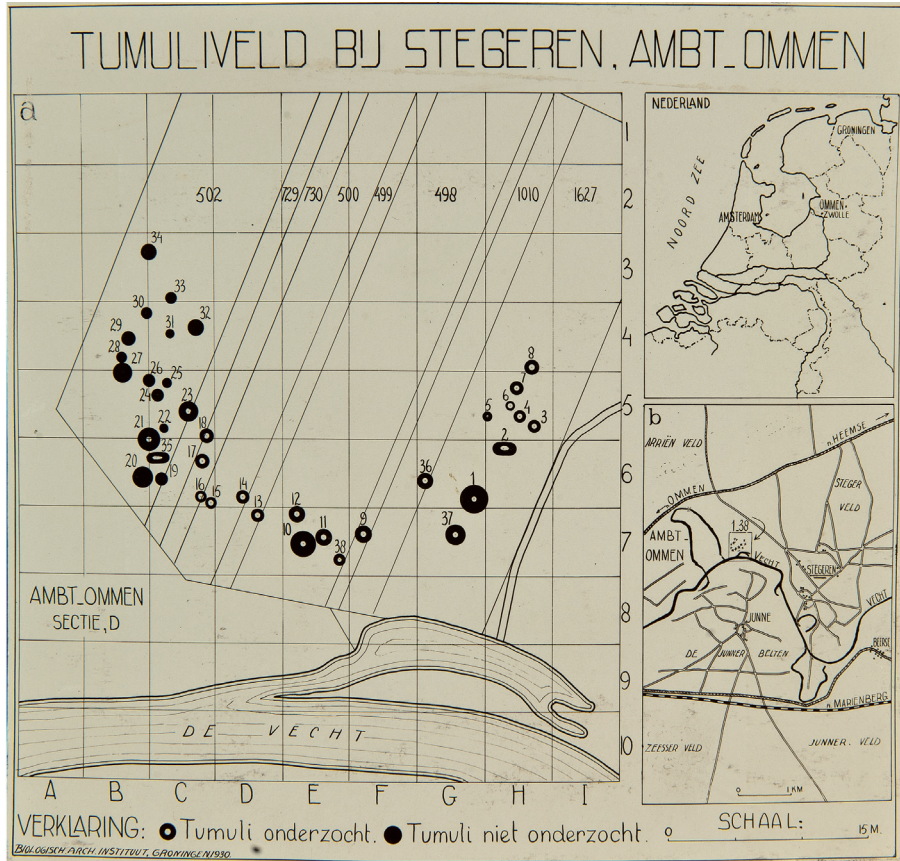 TUMULIVELD BIJ STEGEREN, AMBT_OMMEN
a
1
502 729 730 500 499 498 1010 1627 2
34
3
33
30
32
31
29 4
28 27
8
7
26 25
24 23
6
5 4 3 5
22
21 18
2
35 17
20 19 36 1 6
16 15 14
13 12
10 11 9 37
38 7
AMBT_OMMEN
SECTIE, D
8
9
DE VECHT
10
A B C D E F G H I
VERKLARING: Tumuli onderzocht. Tumuli niet onderzocht.
BIOLOGISCH. ARCH. INSTITUUT, GRONINGEN.1930.
NEDERLAND
GRONINGEN
NOORD ZEE
OMMEN
ZWOLLE
AMSTERDAM
b
n. HEEMSE
ARRIËN VELD
STEGER
VELD
OMMEN
1.38
AMBT-
OMMEN
VECHT
STEGEREN
VECHT
JUNNE
BEERSE
DE JUNNER BELTEN
n. MARIËNBERG
ZEESSER VELD
JUNNER. VELD
0 1 KM
SCHAAL:
0 15 M.